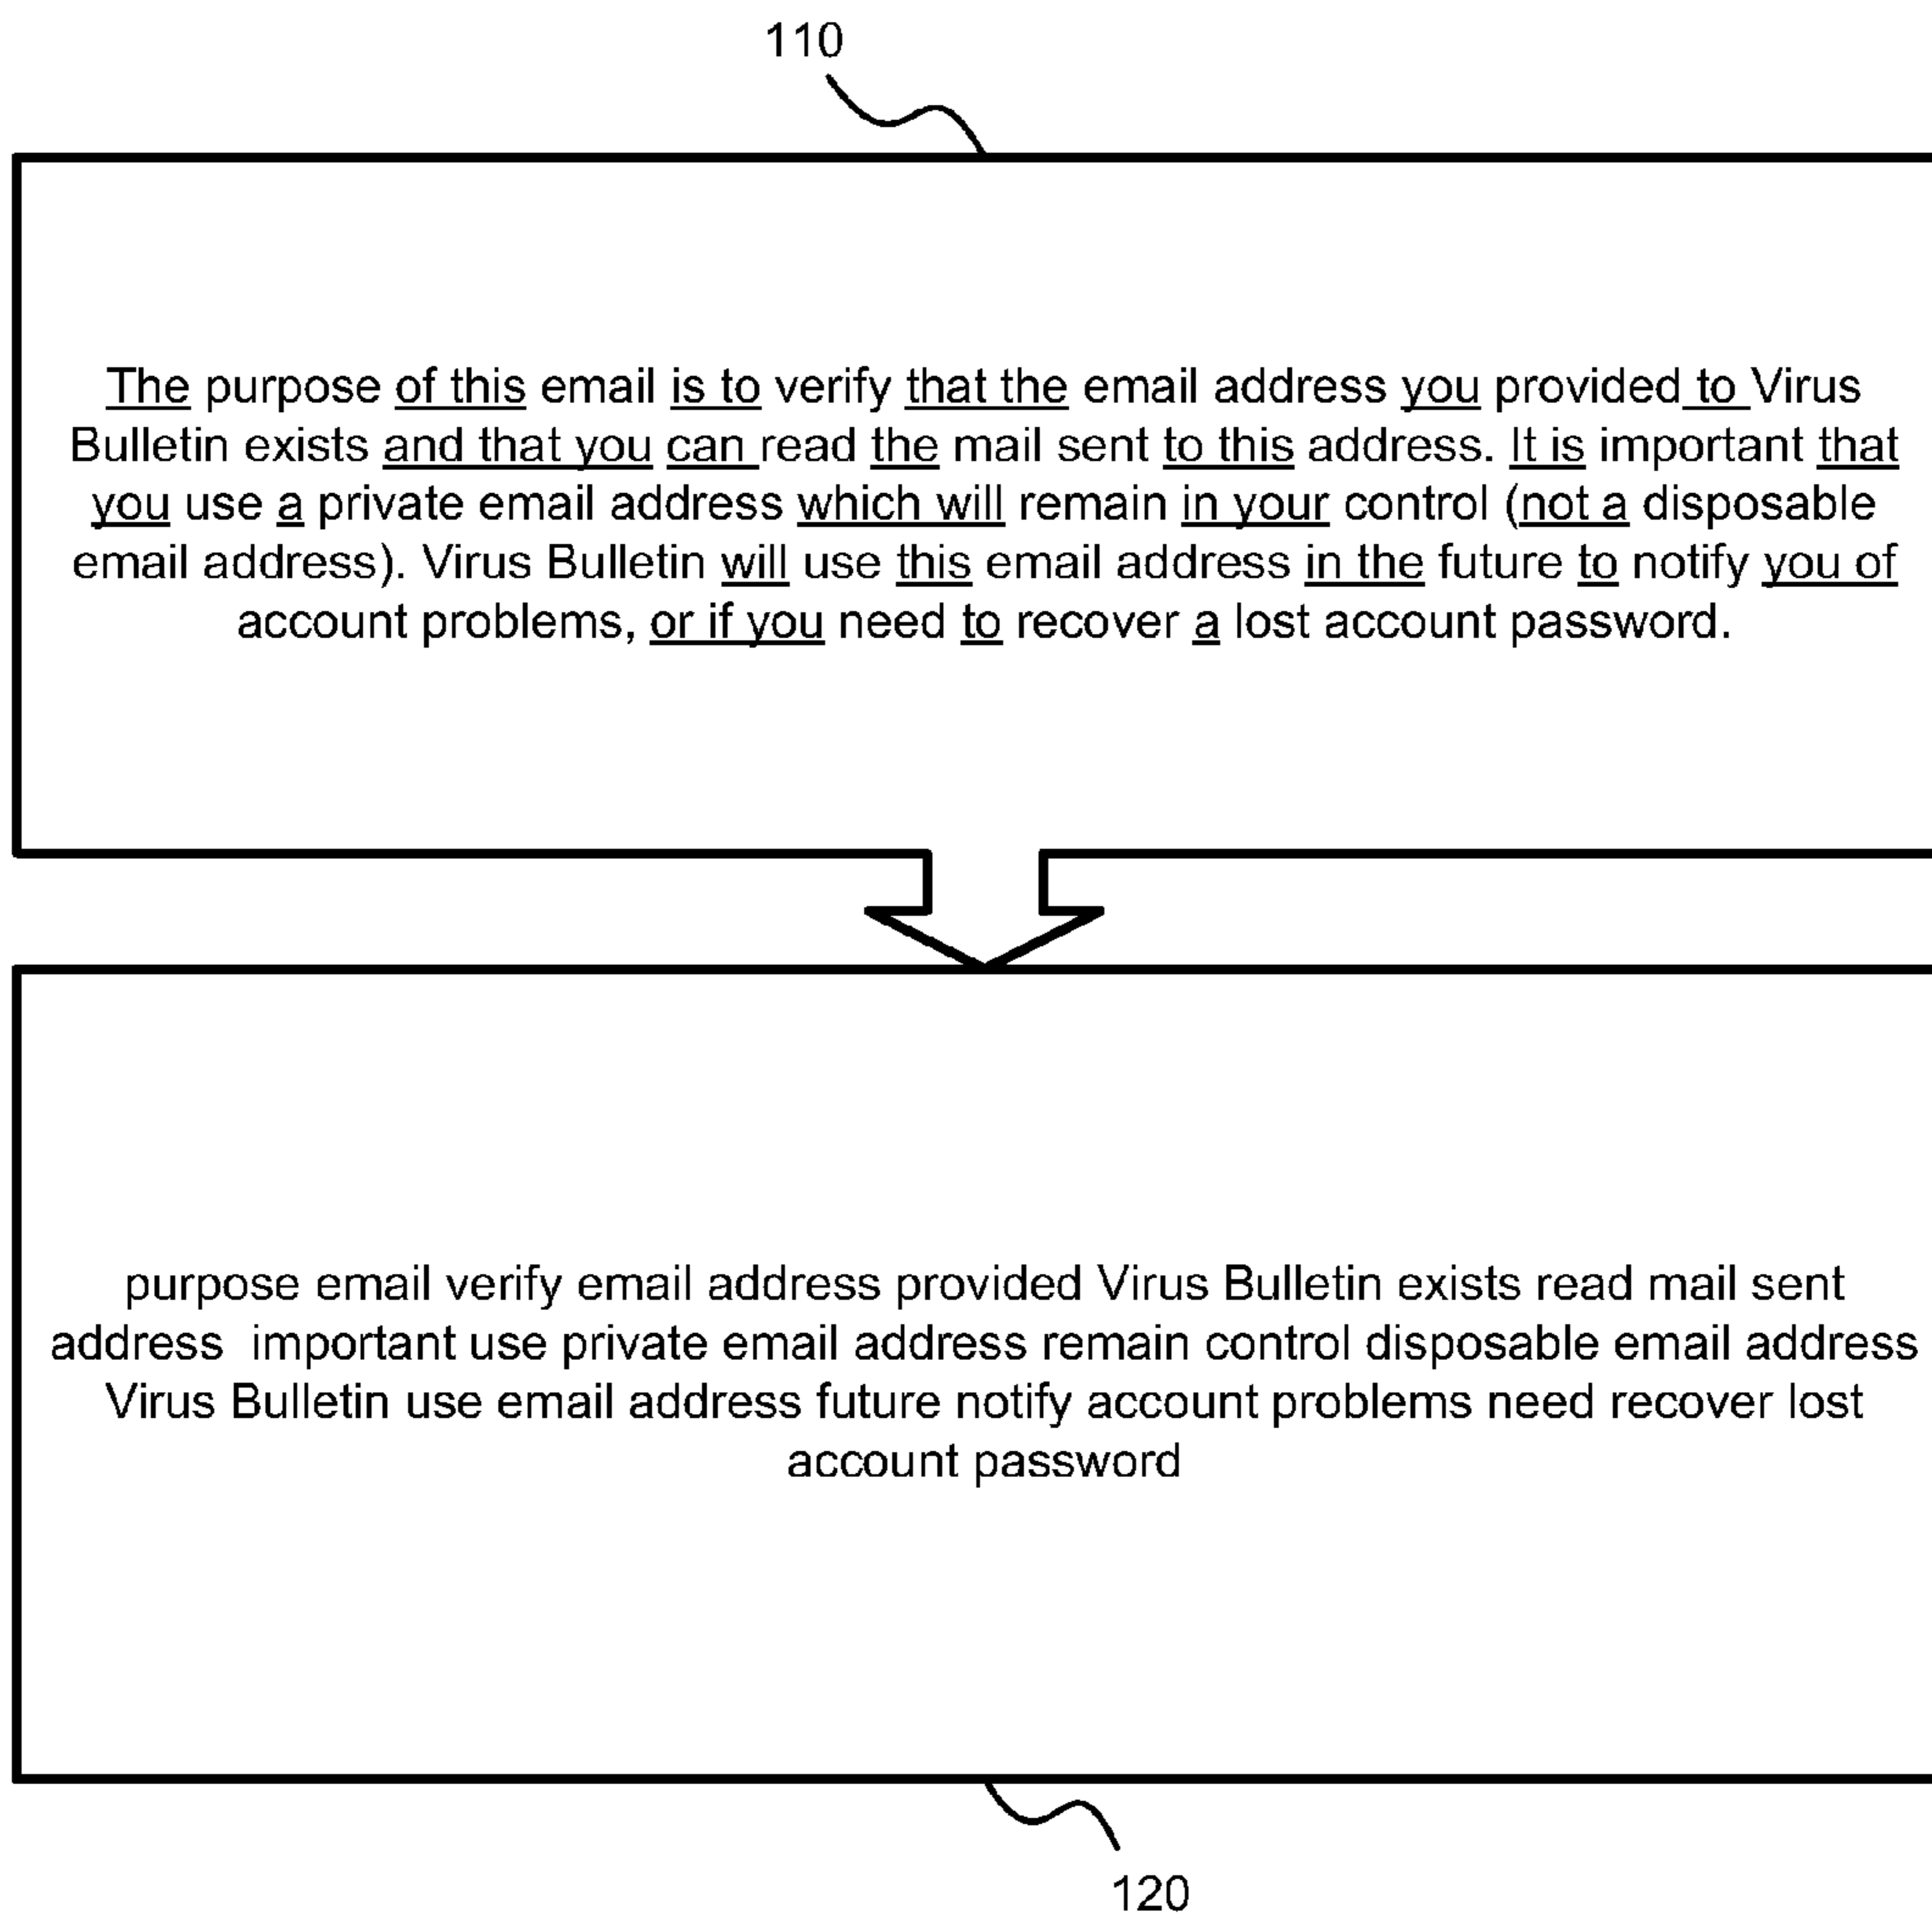 110
The purpose of this email is to verify that the email address you provided to Virus
Bulletin exists and that you can read the mail sent to this address. It is important that
you use a private email address which will remain in your control (not a disposable
email address). Virus Bulletin will use this email address in the future to notify you of
account problems, or if you need to recover a lost account password.
purpose email verify email address provided Virus Bulletin exists read mail sent
address important use private email address remain control disposable email address
Virus Bulletin use email address future notify account problems need recover lost
account password
120